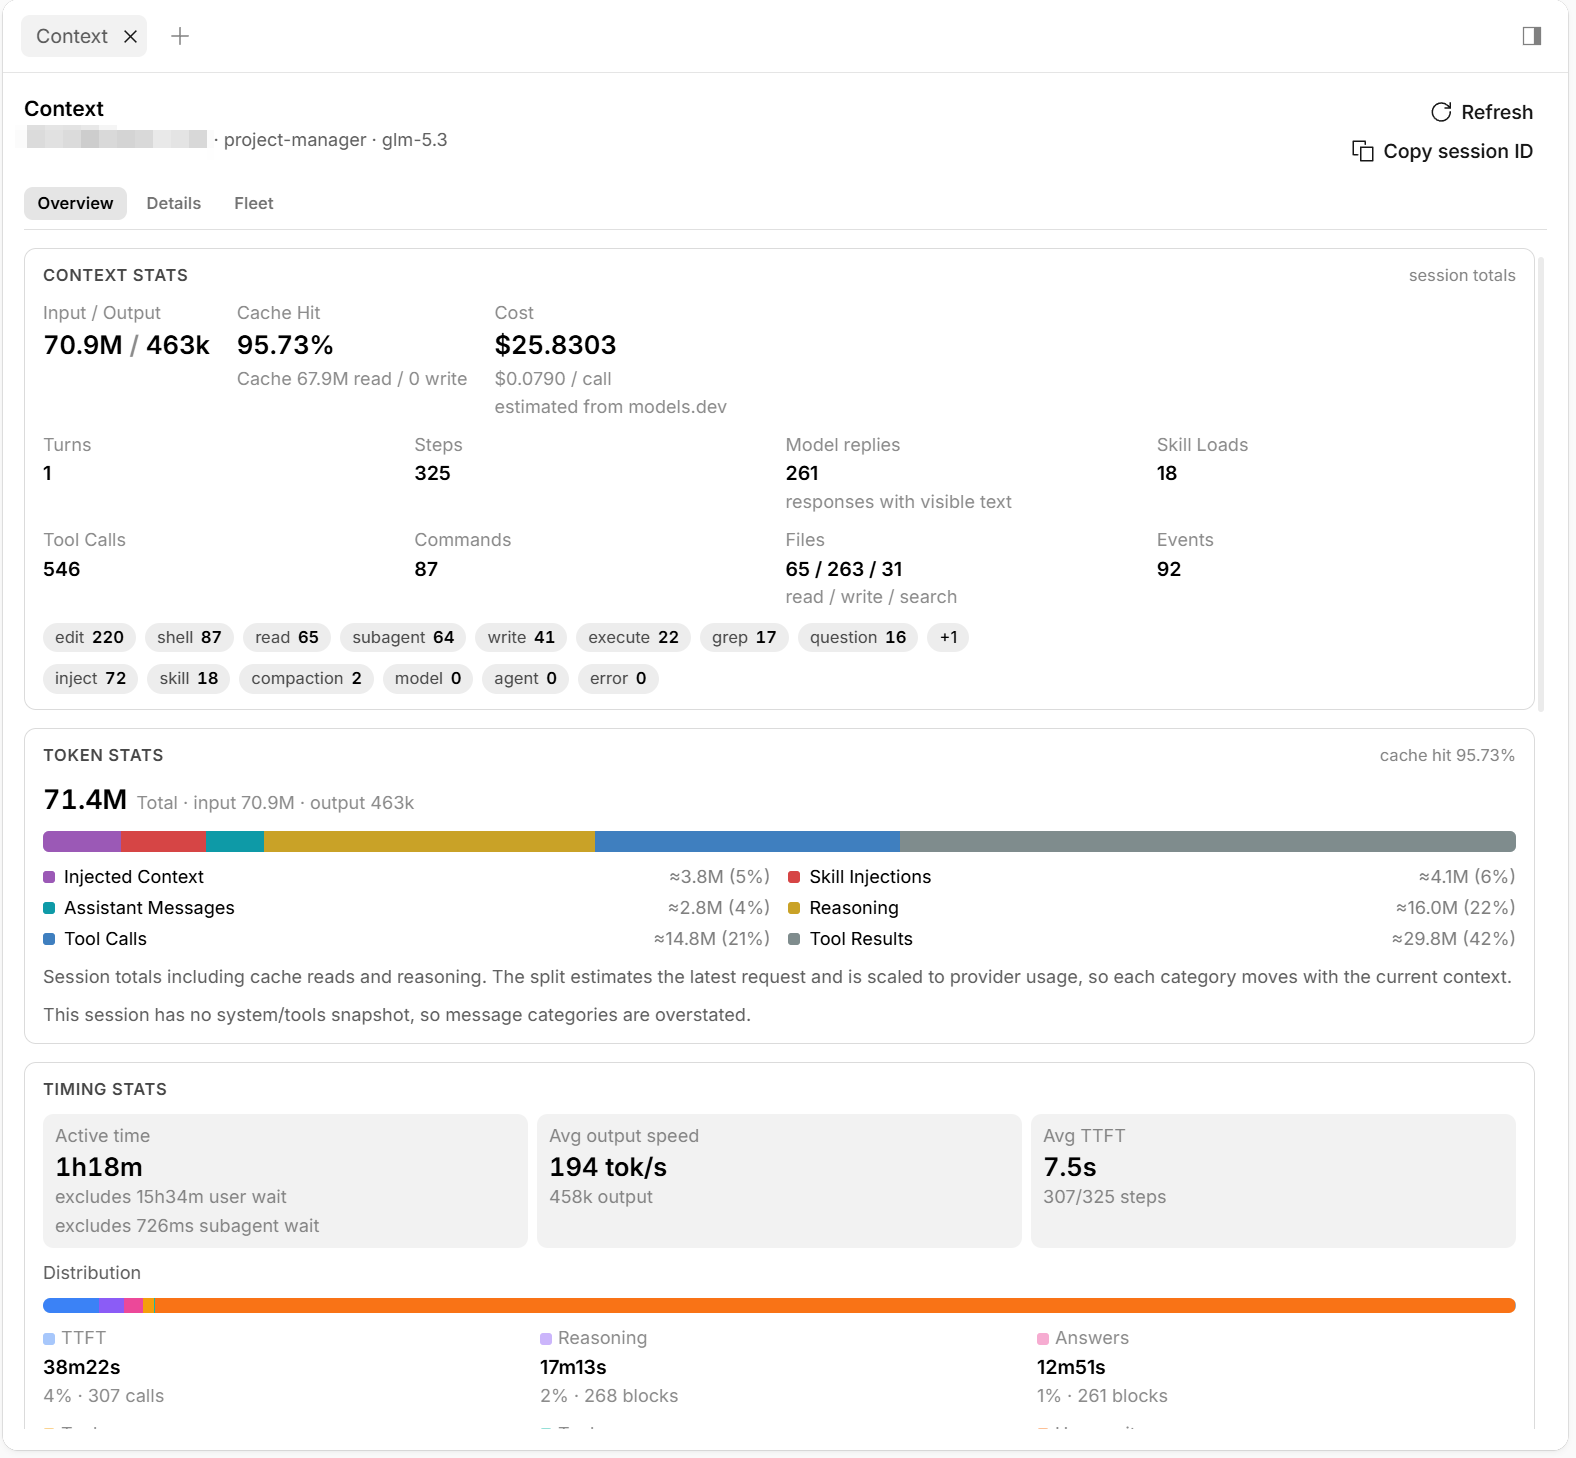 Context
Context
Refresh
· project-manager · glm-5.3
Copy session ID
Overview Details Fleet
CONTEXT STATS session totals
Input / Output Cache Hit Cost
70.9M / 463k 95.73% $25.8303
Cache 67.9M read / 0 write $0.0790 / call
estimated from models.dev
Turns Steps Model replies Skill Loads
1 325 261 18
responses with visible text
Tool Calls Commands Files Events
546 87 65 / 263 / 31 92
read / write / search
edit 220 shell 87 read 65 subagent 64 write 41 execute 22 grep 17 question 16 +1
inject 72 skill 18 compaction 2 model 0 agent 0 error 0
TOKEN STATS cache hit 95.73%
71.4M Total · input 70.9M · output 463k
Injected Context ≈3.8M (5%) Skill Injections ≈4.1M (6%)
Assistant Messages ≈2.8M (4%) Reasoning ≈16.0M (22%)
Tool Calls ≈14.8M (21%) Tool Results ≈29.8M (42%)
Session totals including cache reads and reasoning. The split estimates the latest request and is scaled to provider usage, so each category moves with the current context.
This session has no system/tools snapshot, so message categories are overstated.
TIMING STATS
Active time Avg output speed Avg TTFT
1h18m 194 tok/s 7.5s
excludes 15h34m user wait 458k output 307/325 steps
excludes 726ms subagent wait
Distribution
TTFT Reasoning Answers
38m22s 17m13s 12m51s
4% · 307 calls 2% · 268 blocks 1% · 261 blocks